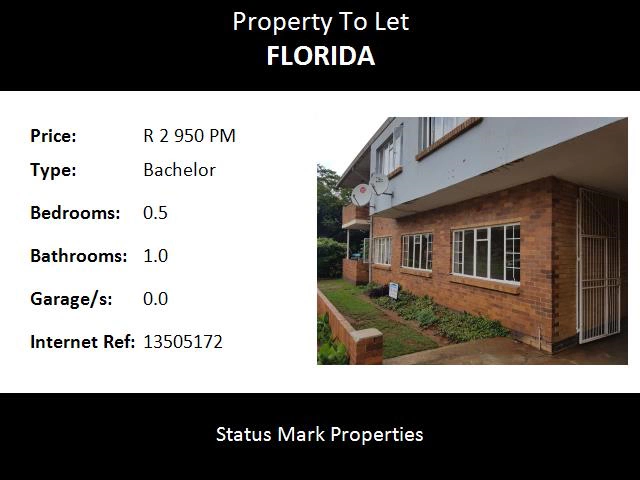 Property To Let
FLORIDA
Price: R 2 950 PM
Type: Bachelor
Bedrooms: 0.5
Bathrooms: 1.0
Garage/s: 0.0
Internet Ref: 13505172
Status Mark Properties